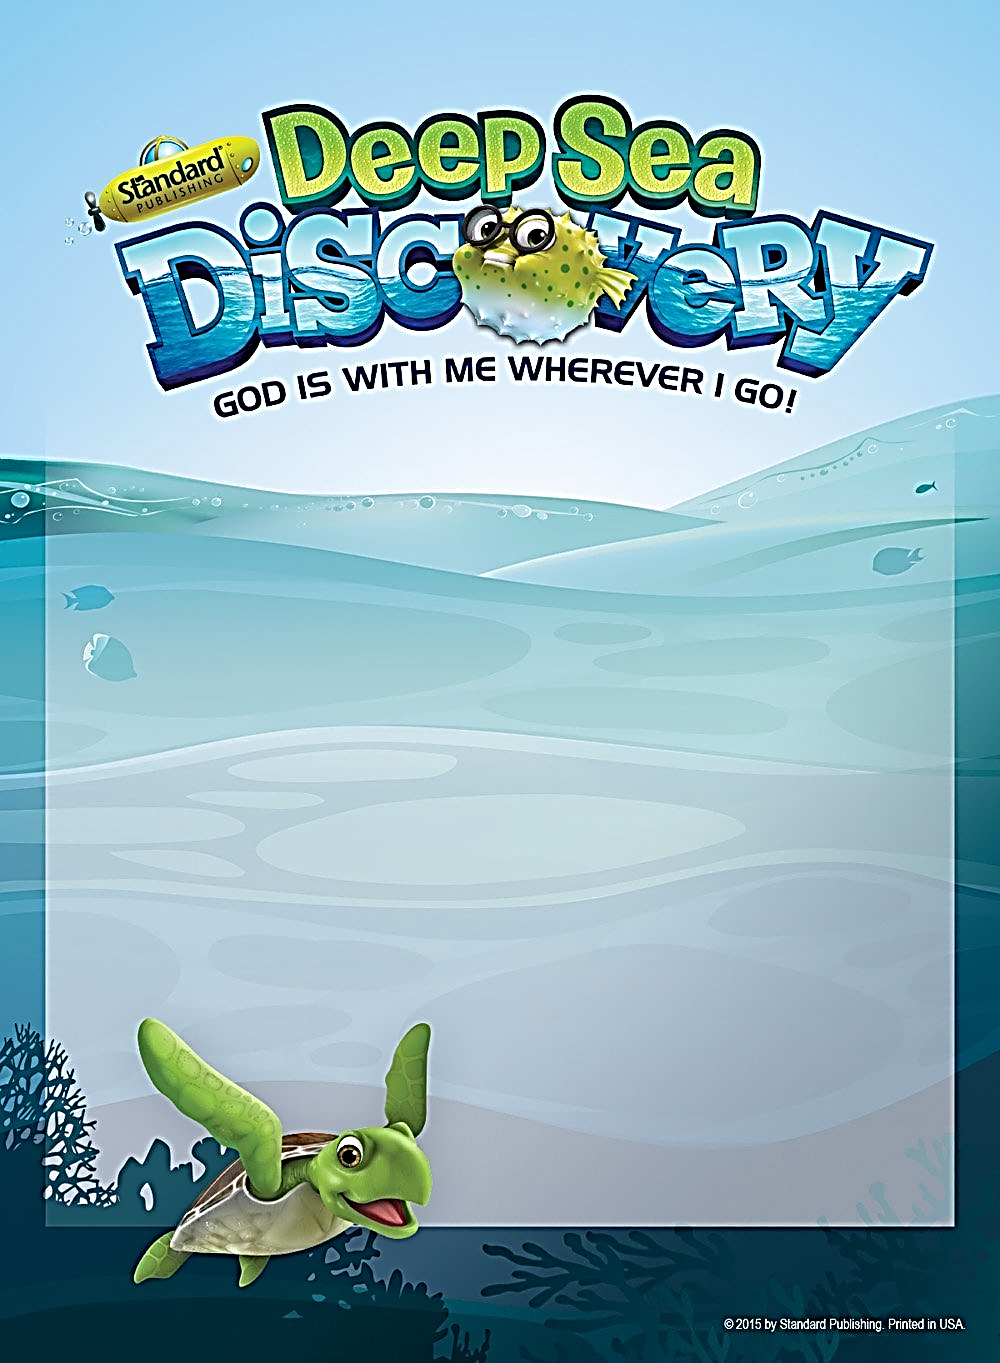 Standard®
PUBLISHING
Deep Sea
DiSCOVeRY
GOD IS WITH ME WHEREVER I GO!
© 2015 by Standard Publishing. Printed in USA.